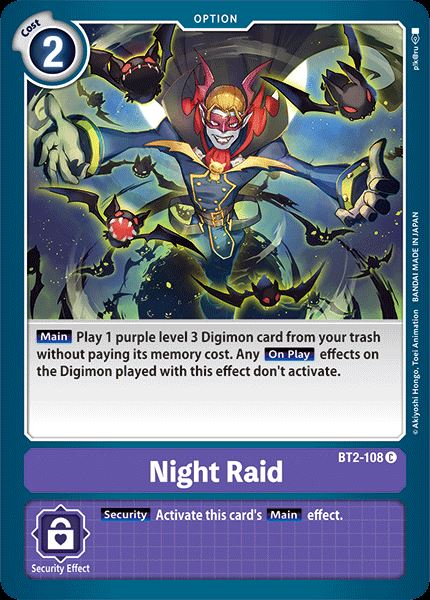 OPTION
Cost
2
p!k@ru
© Akiyoshi Hongo, Toei Animation BANDAI MADE IN JAPAN
Main Play 1 purple level 3 Digimon card from your trash
without paying its memory cost. Any On Play effects on
the Digimon played with this effect don't activate.
BT2-108 C
Night Raid
Security Activate this card's Main effect.
Security Effect